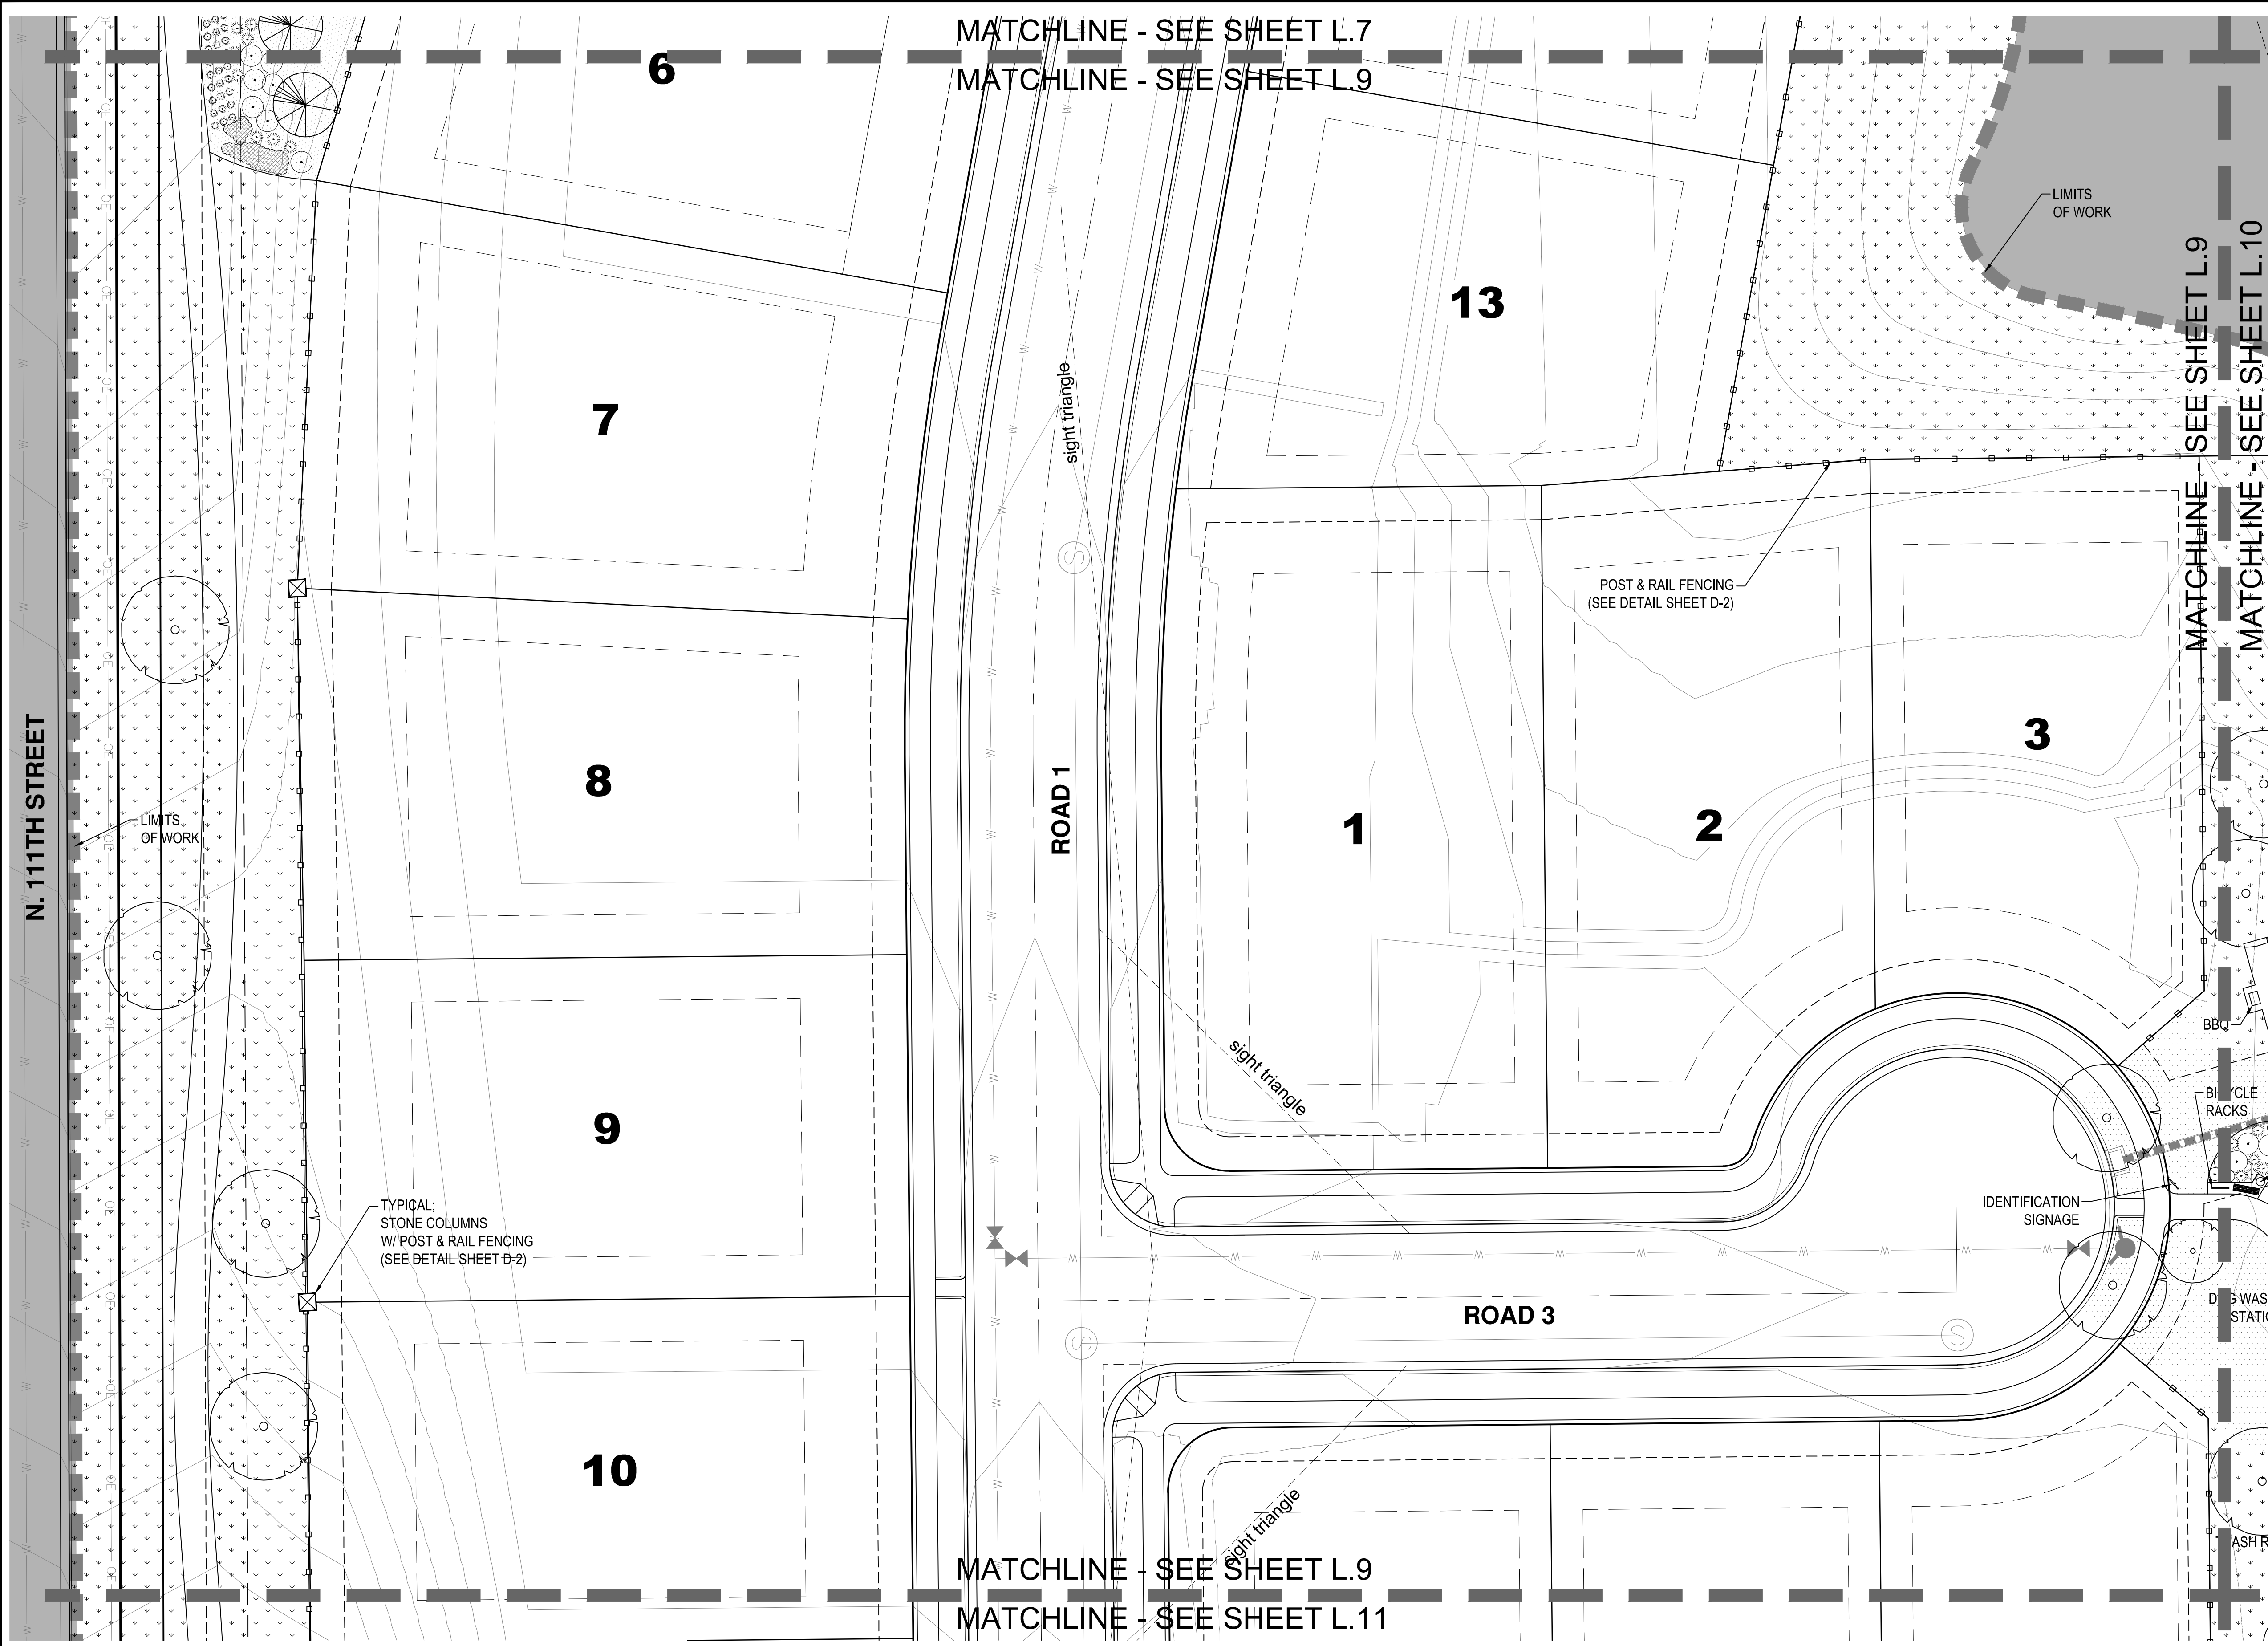 MATCHLINE - SEE SHEET L.7
MATCHLINE - SEE SHEET L.9
6
LIMITS
OF WORK
MATCHLINE - SEE SHEET L.9
MATCHLINE - SEE SHEET L.10
13
7
sight triangle
POST & RAIL FENCING
(SEE DETAIL SHEET D-2)
N. 111TH STREET
LIMITS
OF WORK
8
ROAD 1
1
2
3
BBQ
sight triangle
9
BICYCLE
RACKS
TYPICAL;
STONE COLUMNS
W/ POST & RAIL FENCING
(SEE DETAIL SHEET D-2)
IDENTIFICATION
SIGNAGE
ROAD 3
10
sight triangle
MATCHLINE - SEE SHEET L.9
MATCHLINE - SEE SHEET L.11